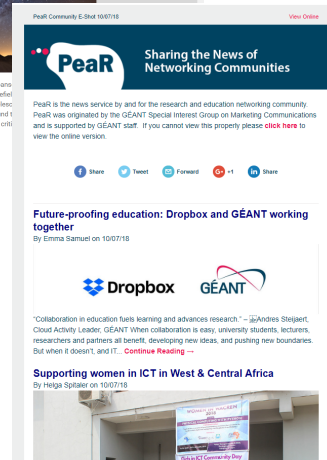 PeaR Community E-Shot 10/07/18 View Online
PeaR
Sharing the News of
Networking Communities
PeaR is the news service by and for the research and education networking community.
PeaR was originated by the GÉANT Special Interest Group on Marketing Communications
and is supported by GÉANT staff. If you cannot view this properly please click here to
view the online version.
Share Tweet Forward +1 Share
Future-proofing education: Dropbox and GÉANT working
together
By Emma Samuel on 10/07/18
Dropbox GÉANT
"Collaboration in education fuels learning and advances research." – Andres Steijaert,
Cloud Activity Leader, GÉANT When collaboration is easy, university students, lecturers,
researchers and partners all benefit, developing new ideas, and pushing new boundaries.
But when it doesn't, and IT... Continue Reading →
Supporting women in ICT in West & Central Africa
By Helga Spitaler on 10/07/18